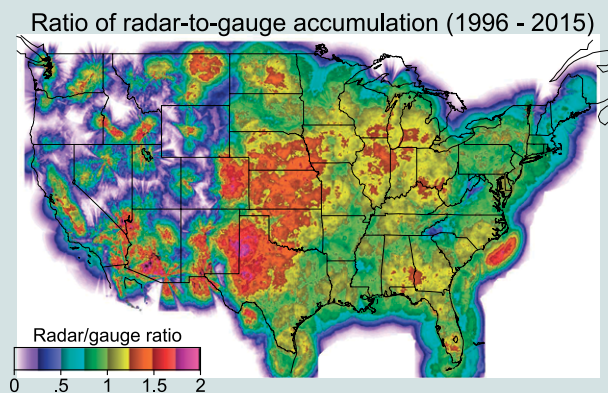 Ratio of radar-to-gauge accumulation (1996 - 2015)
Radar/gauge ratio
0 .5 1 1.5 2